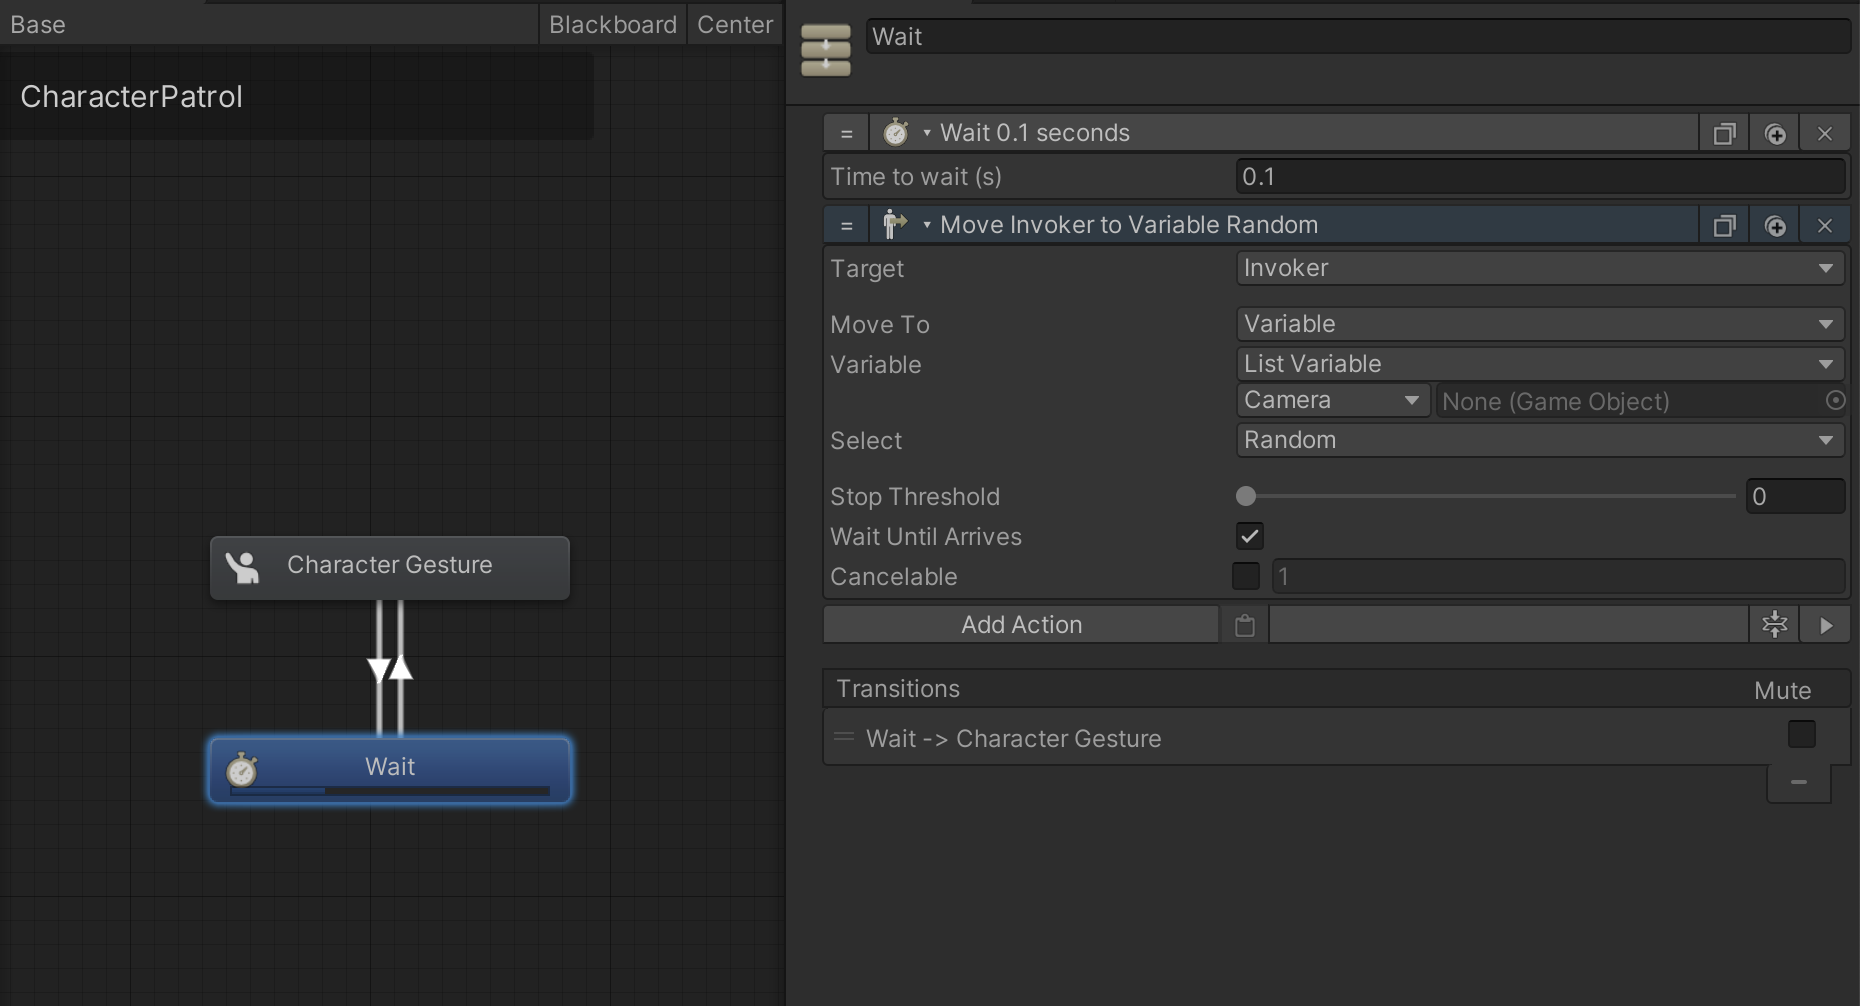 Base
Blackboard
Center
CharacterPatrol
Character Gesture
Wait
Wait
= Wait 0.1 seconds
Time to wait (s) 0.1
= Move Invoker to Variable Random
Target Invoker
Move To Variable
Variable List Variable
Camera None (Game Object)
Select Random
Stop Threshold 0
Wait Until Arrives
Cancelable 1
Add Action
Transitions Mute
Wait -> Character Gesture